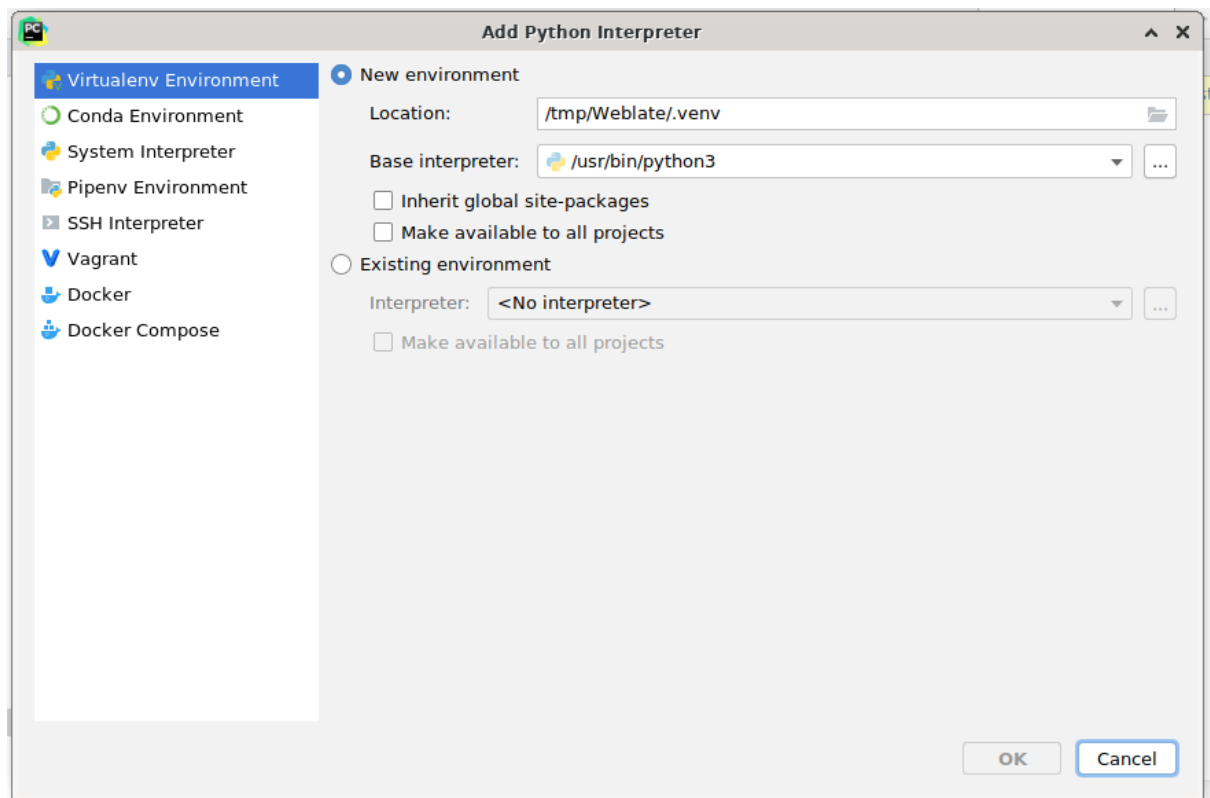 PC
Add Python Interpreter
Virtualenv Environment
Conda Environment
System Interpreter
Pipenv Environment
SSH Interpreter
Vagrant
Docker
Docker Compose
New environment
Location: /tmp/Weblate/.venv
Base interpreter: /usr/bin/python3 ...
Inherit global site-packages
Make available to all projects
Existing environment
Interpreter: <No interpreter> ...
Make available to all projects
OK Cancel